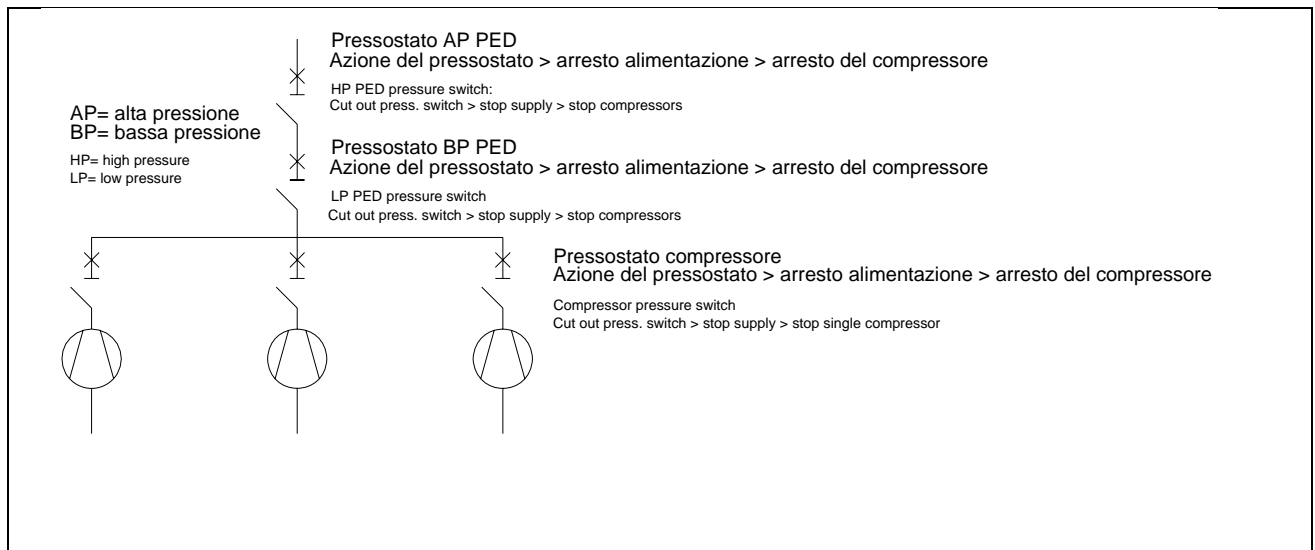 Pressostato AP PED
Azione del pressostato > arresto alimentazione > arresto del compressore
HP PED pressure switch:
Cut out press. switch > stop supply > stop compressors
AP= alta pressione
BP= bassa pressione
HP= high pressure
LP= low pressure
Pressostato BP PED
Azione del pressostato > arresto alimentazione > arresto del compressore
LP PED pressure switch
Cut out press. switch > stop supply > stop compressors
Pressostato compressore
Azione del pressostato > arresto alimentazione > arresto del compressore
Compressor pressure switch
Cut out press. switch > stop supply > stop single compressor